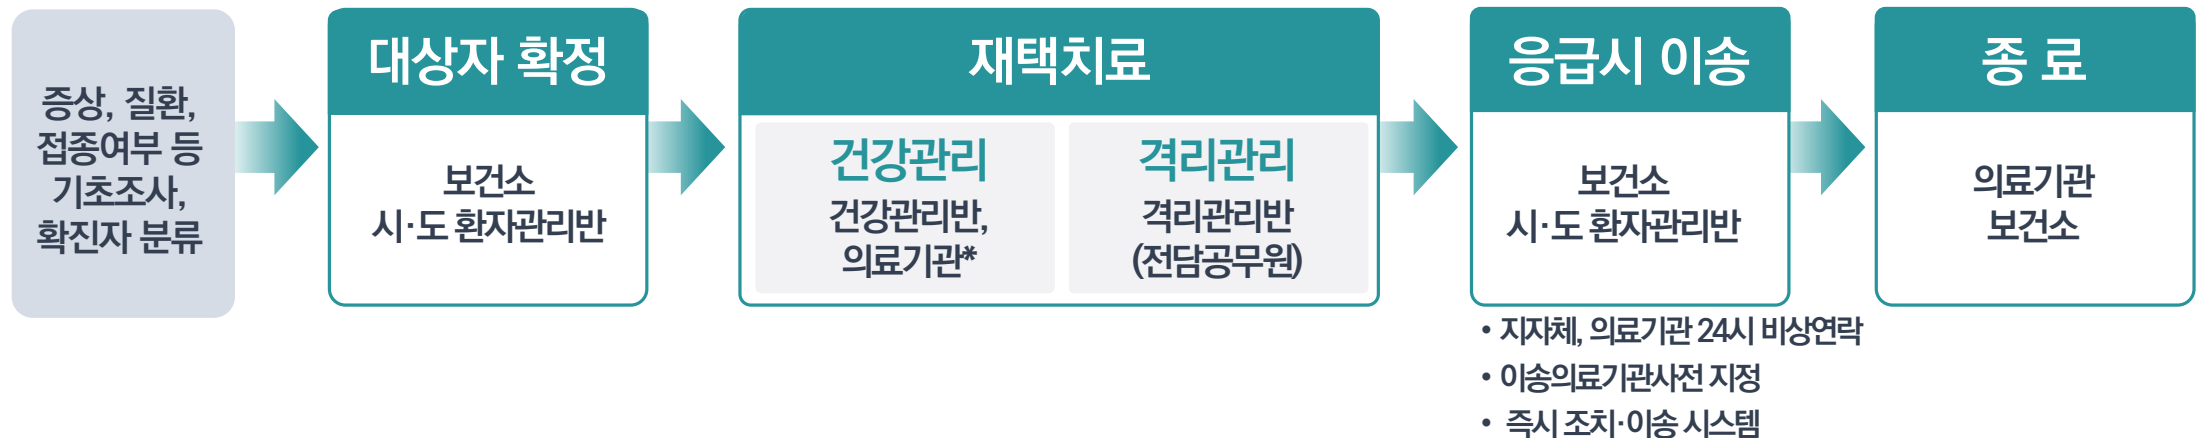 증상, 질환,
접종여부 등
기초조사,
확진자 분류
대상자 확정
보건소
시·도 환자관리반
재택치료
건강관리
건강관리반,
의료기관*
격리관리
격리관리반
(전담공무원)
응급시 이송
보건소
시·도 환자관리반
• 지자체, 의료기관 24시 비상연락
• 이송의료기관사전 지정
• 즉시 조치·이송 시스템
종 료
의료기관
보건소